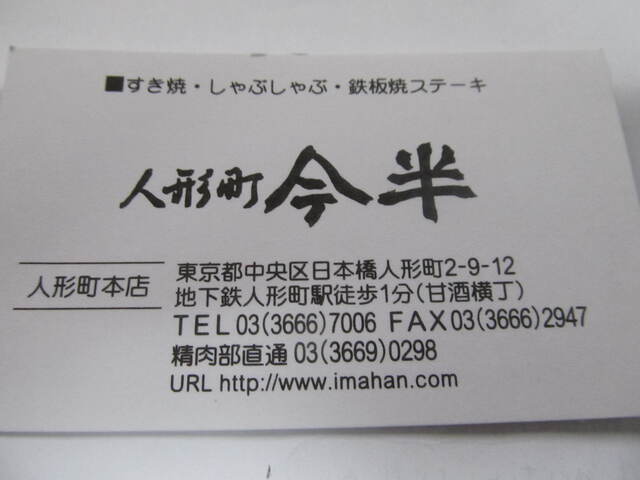 ■すき焼・しゃぶしゃぶ・鉄板焼ステーキ
人形町今半
人形町本店
東京都中央区日本橋人形町2-9-12
地下鉄人形町駅徒歩1分(甘酒横丁)
TEL 03(3666)7006 FAX 03(3666)2947
精肉部直通 03(3669)0298
URL http://www.imahan.com